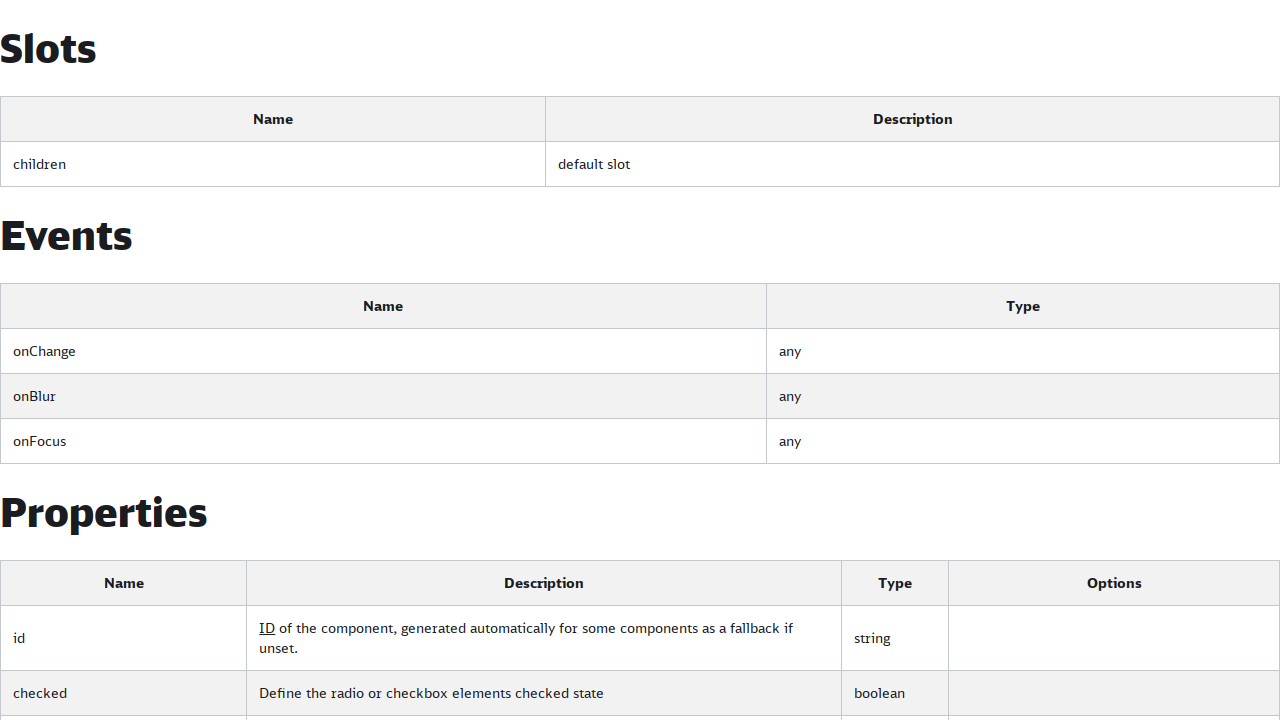 Slots
Name Description
children default slot
Events
Name Type
onChange any
onBlur any
onFocus any
Properties
Name Description Type Options
id ID of the component, generated automatically for some components as a fallback if unset. string
checked Define the radio or checkbox elements checked state boolean